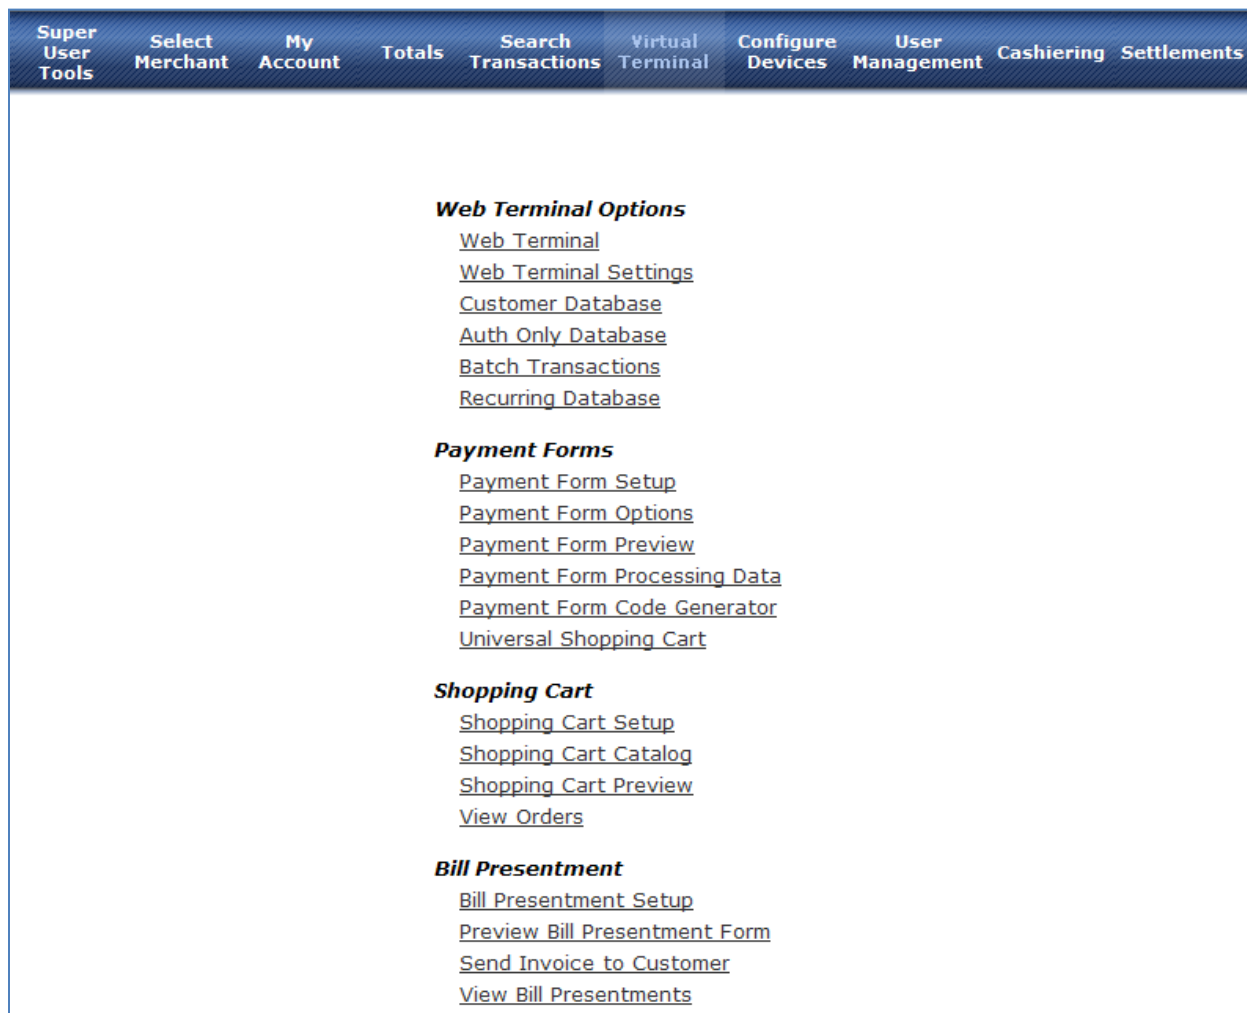 Super User Tools
Select Merchant
My Account
Totals
Search Transactions
Virtual Terminal
Configure Devices
User Management
Cashiering
Settlements
Web Terminal Options
Web Terminal
Web Terminal Settings
Customer Database
Auth Only Database
Batch Transactions
Recurring Database
Payment Forms
Payment Form Setup
Payment Form Options
Payment Form Preview
Payment Form Processing Data
Payment Form Code Generator
Universal Shopping Cart
Shopping Cart
Shopping Cart Setup
Shopping Cart Catalog
Shopping Cart Preview
View Orders
Bill Presentment
Bill Presentment Setup
Preview Bill Presentment Form
Send Invoice to Customer
View Bill Presentments